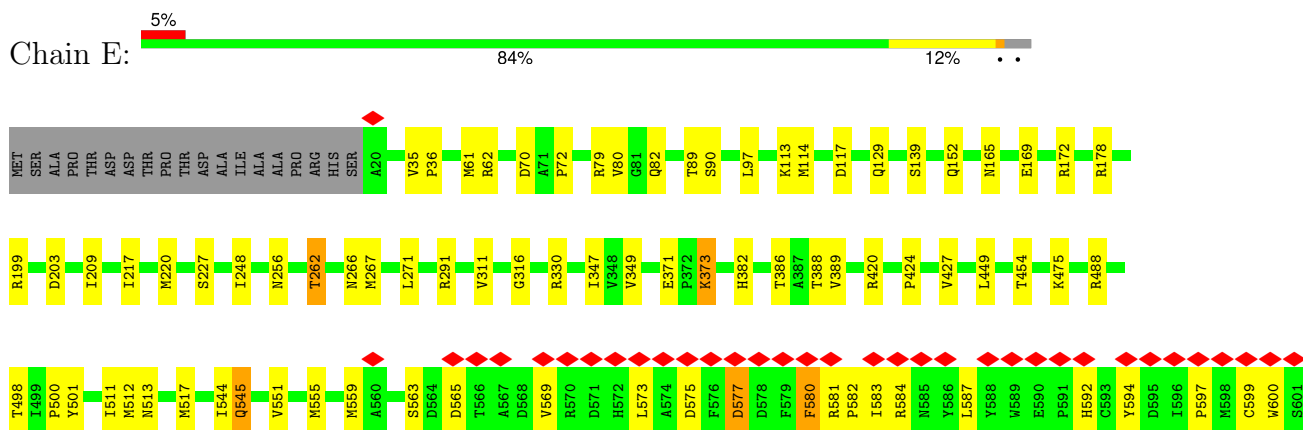 5%
Chain E:
84% 12% • •
MET SER ALA PRO THR ASP ASP THR PRO THR ASP ALA ILE ALA ALA PRO ARG HIS SER A20 V35 P36 M61 R62 D70 A71 P72 R79 V80 G81 Q82 T89 S90 L97 K113 M114 D117 Q129 S139 Q152 N165 E169 R172 R178
R199 D203 I209 I217 M220 S227 I248 N256 T262 N266 M267 L271 R291 V311 G316 R330 I347 V348 V349 E371 P372 K373 H382 T386 A387 T388 V389 R420 P424 V427 L449 T454 K475 R488
T498 I499 P500 Y501 I511 M512 N513 M517 I544 Q545 V551 M555 M559 A560 S563 D564 D565 T566 A567 D568 V569 R570 D571 H572 L573 A574 D575 F576 D577 D578 F579 F580 R581 P582 I583 R584 N585 Y586 L587 Y588 W589 E590 P591 H592 C593 Y594 D595 I596 P597 M598 C599 W600 S601